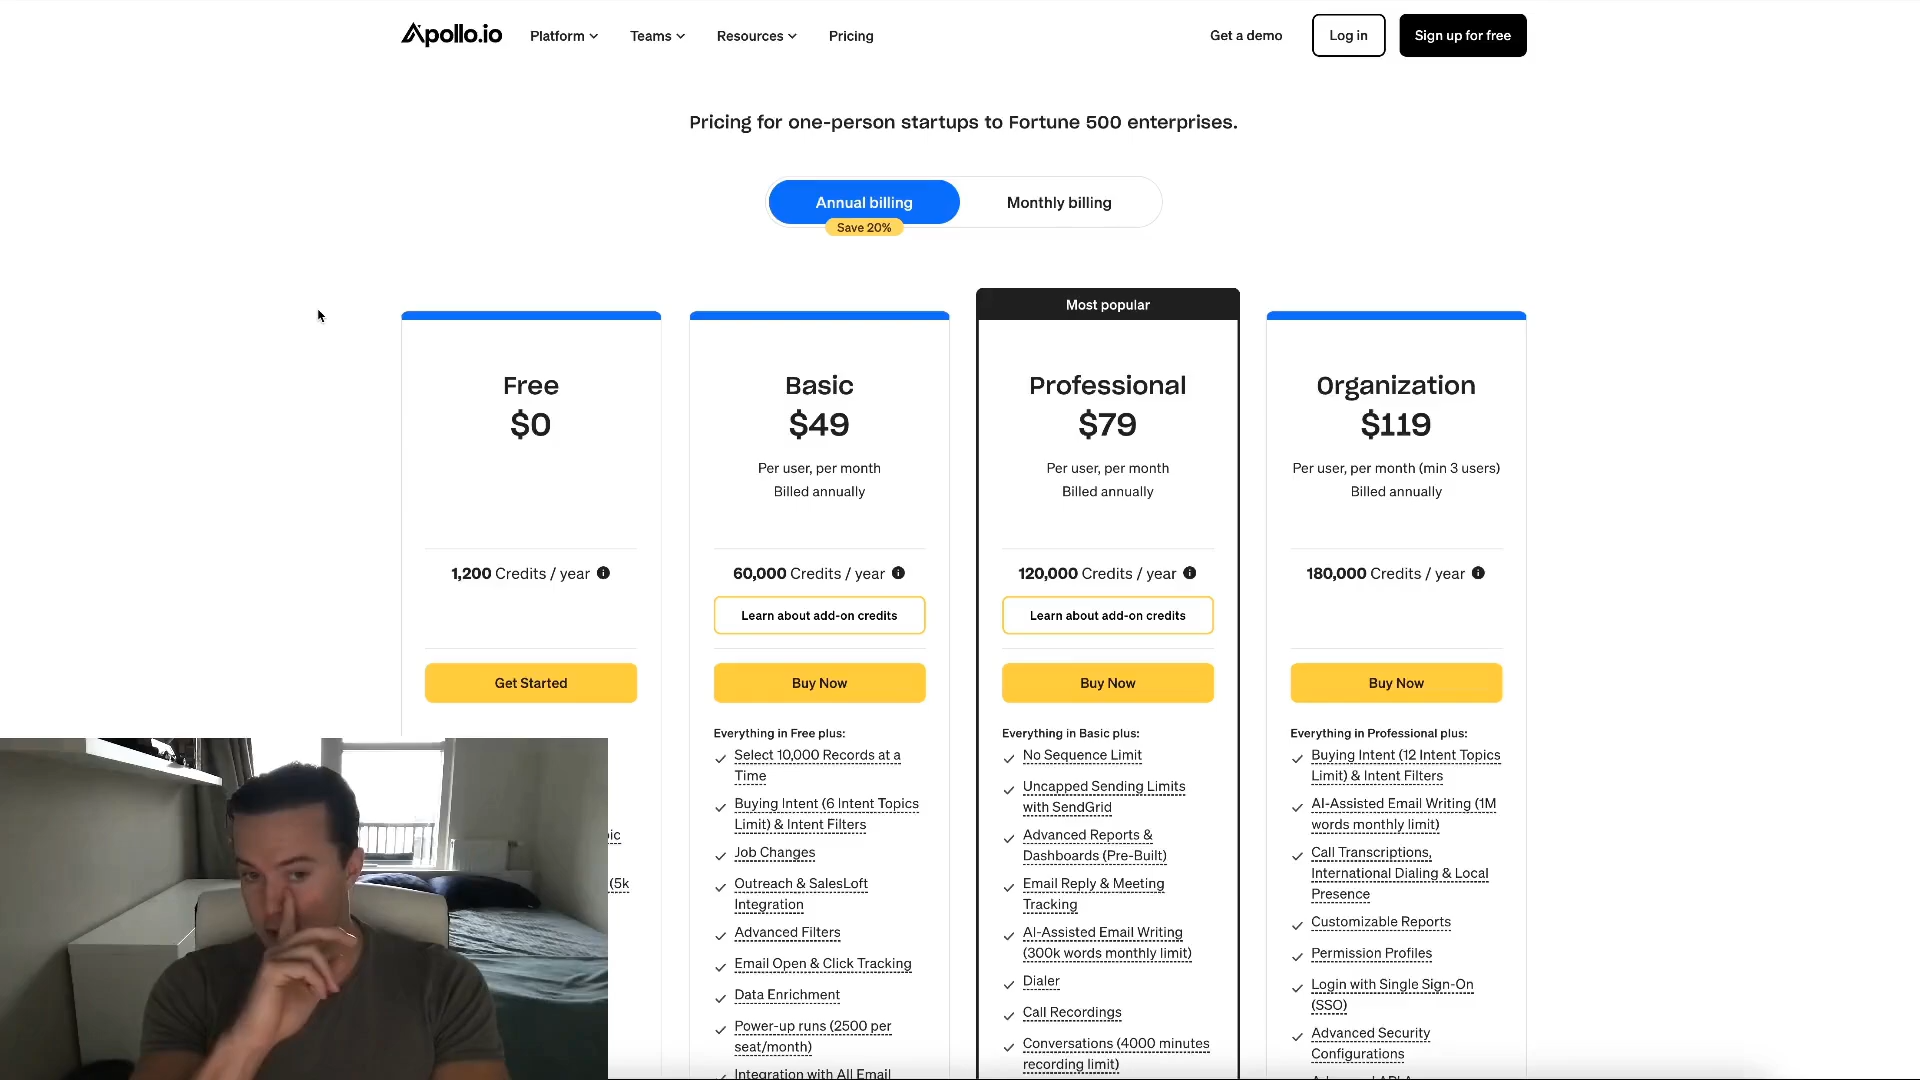 Apollo.io
Platform
Teams
Resources
Pricing
Get a demo
Log in
Sign up for free
Pricing for one-person startups to Fortune 500 enterprises.
Annual billing
Monthly billing
Save 20%
Most popular
Free
$0
1,200 Credits / year
Get Started
ic
(5k
Basic
$49
Per user, per month
Billed annually
60,000 Credits / year
Learn about add-on credits
Buy Now
Everything in Free plus:
Select 10,000 Records at a
Time
Buying Intent (6 Intent Topics
Limit) & Intent Filters
Job Changes
Outreach & SalesLoft
Integration
Advanced Filters
Email Open & Click Tracking
Data Enrichment
Power-up runs (2500 per
seat/month)
Integration with All Email
Professional
$79
Per user, per month
Billed annually
120,000 Credits / year
Learn about add-on credits
Buy Now
Everything in Basic plus:
No Sequence Limit
Uncapped Sending Limits
with SendGrid
Advanced Reports &
Dashboards (Pre-Built)
Email Reply & Meeting
Tracking
AI-Assisted Email Writing
(300k words monthly limit)
Dialer
Call Recordings
Conversations (4000 minutes
recording limit)
Organization
$119
Per user, per month (min 3 users)
Billed annually
180,000 Credits / year
Buy Now
Everything in Professional plus:
Buying Intent (12 Intent Topics
Limit) & Intent Filters
AI-Assisted Email Writing (1M
words monthly limit)
Call Transcriptions,
International Dialing & Local
Presence
Customizable Reports
Permission Profiles
Login with Single Sign-On
(SSO)
Advanced Security
Configurations